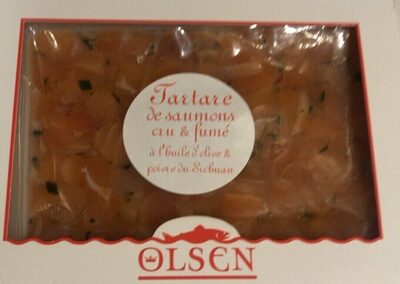 Tartare
de saumons
cru & fumé
à l'huile d'olive &
poivre du Sichuan
OLSEN